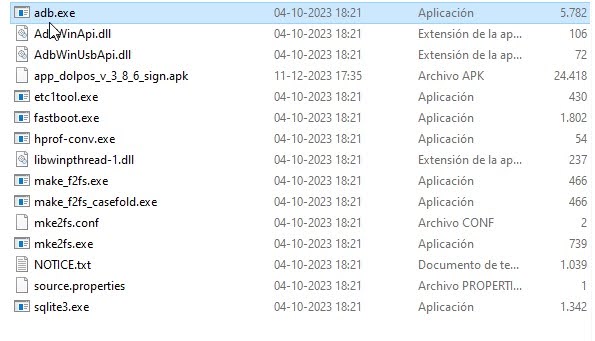 adb.exe 04-10-2023 18:21 Aplicación 5.782
AdbWinApi.dll 04-10-2023 18:21 Extensión de la ap... 106
AdbWinUsbApi.dll 04-10-2023 18:21 Extensión de la ap... 72
app_dolpos_v_3_8_6_sign.apk 11-12-2023 17:35 Archivo APK 24.418
etc1tool.exe 04-10-2023 18:21 Aplicación 430
fastboot.exe 04-10-2023 18:21 Aplicación 1.802
hprof-conv.exe 04-10-2023 18:21 Aplicación 54
libwinpthread-1.dll 04-10-2023 18:21 Extensión de la ap... 237
make_f2fs.exe 04-10-2023 18:21 Aplicación 466
make_f2fs_casefold.exe 04-10-2023 18:21 Aplicación 466
mke2fs.conf 04-10-2023 18:21 Archivo CONF 2
mke2fs.exe 04-10-2023 18:21 Aplicación 739
NOTICE.txt 04-10-2023 18:21 Documento de te... 1.039
source.properties 04-10-2023 18:21 Archivo PROPERTI... 1
sqlite3.exe 04-10-2023 18:21 Aplicación 1.342